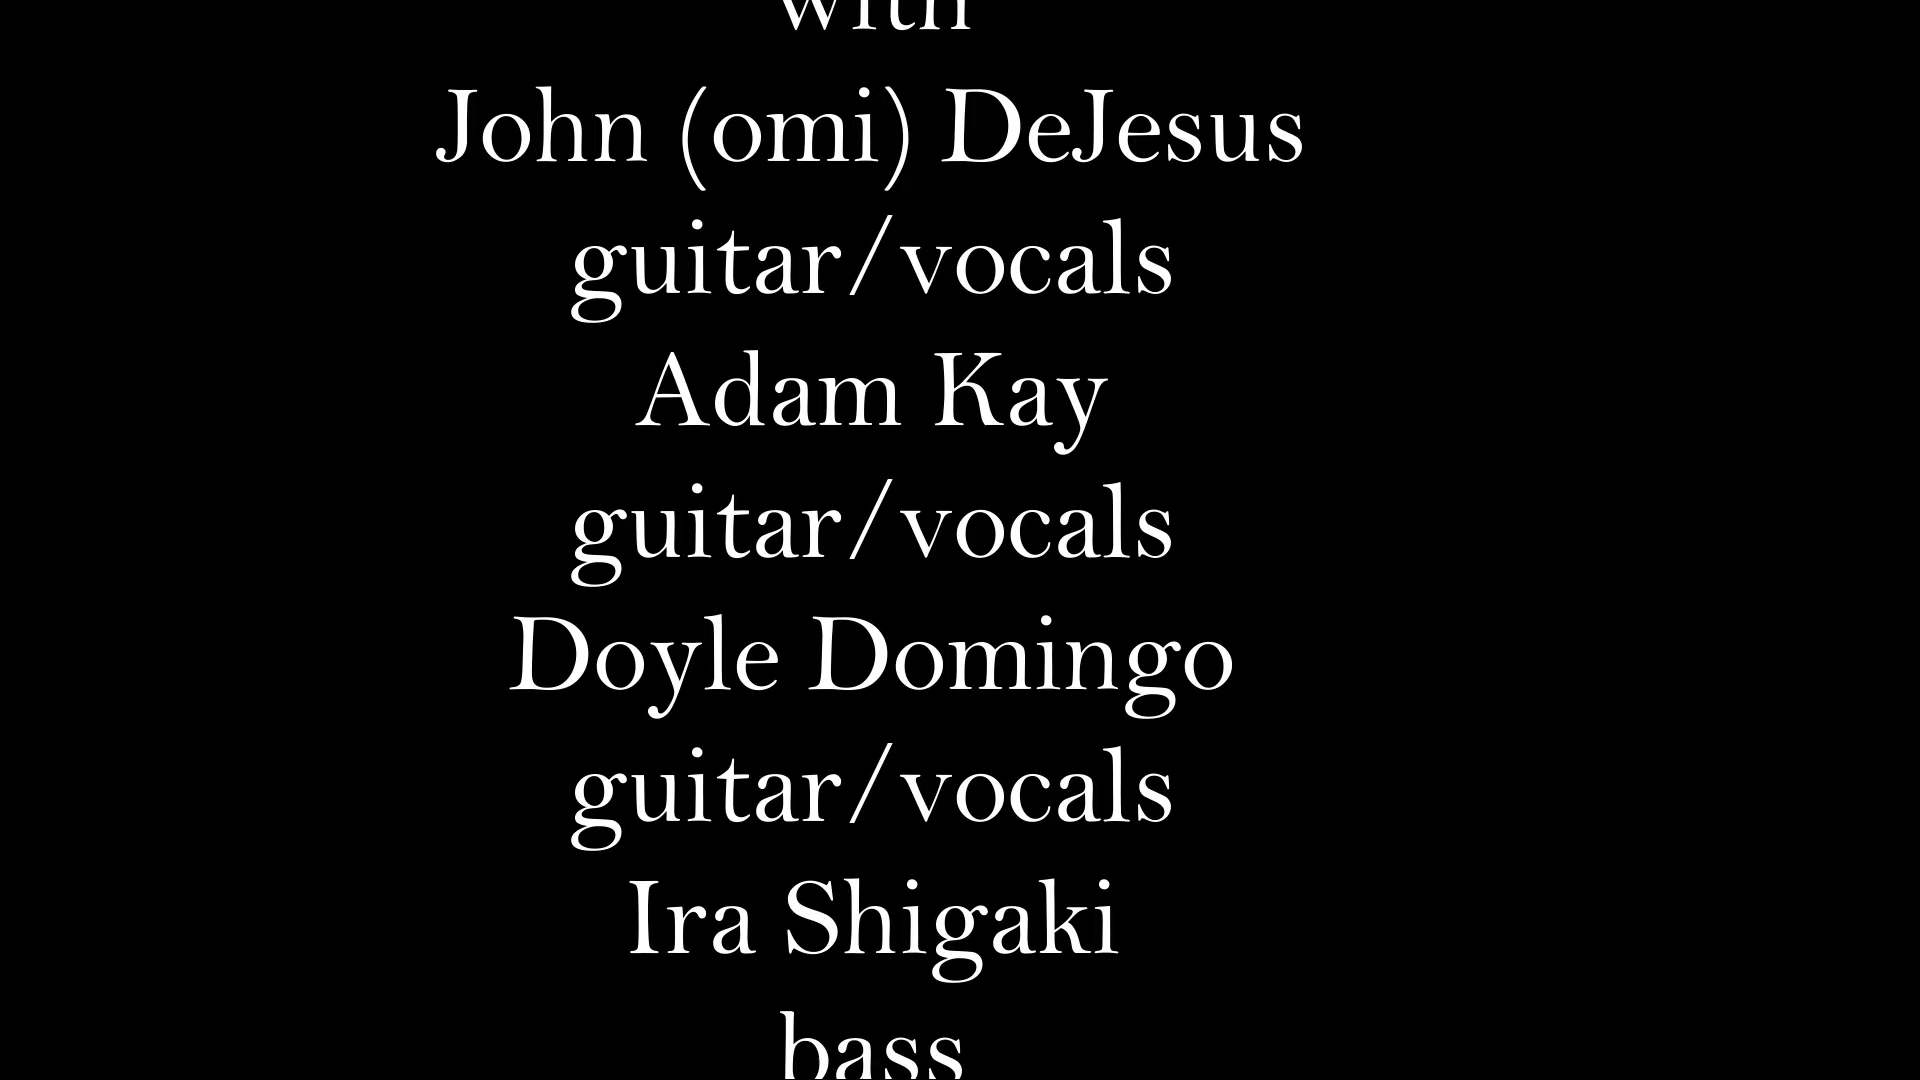 with
John (omi) DeJesus
guitar/vocals
Adam Kay
guitar/vocals
Doyle Domingo
guitar/vocals
Ira Shigaki
bass